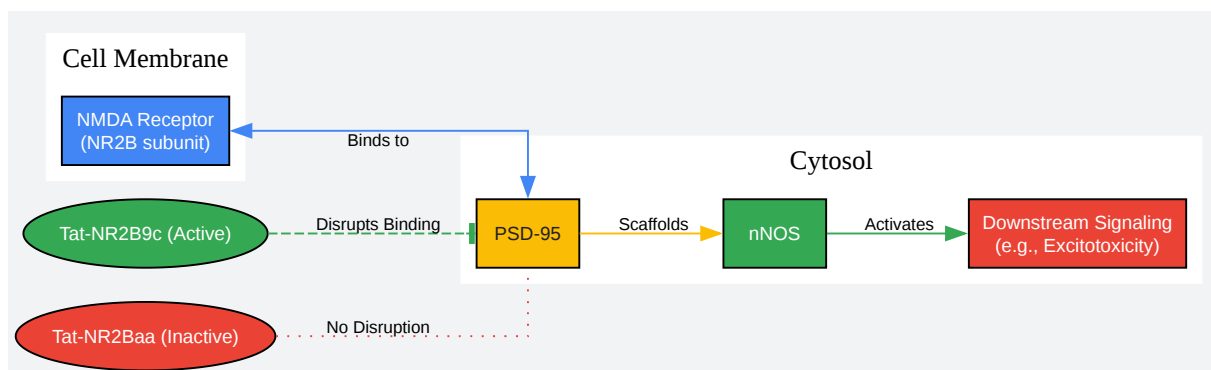 Cell Membrane
NMDA Receptor
(NR2B subunit)
Binds to
Cytosol
Tat-NR2B9c (Active)
Disrupts Binding
PSD-95
Scaffolds
nNOS
Activates
Downstream Signaling
(e.g., Excitotoxicity)
Tat-NR2Baa (Inactive)
No Disruption